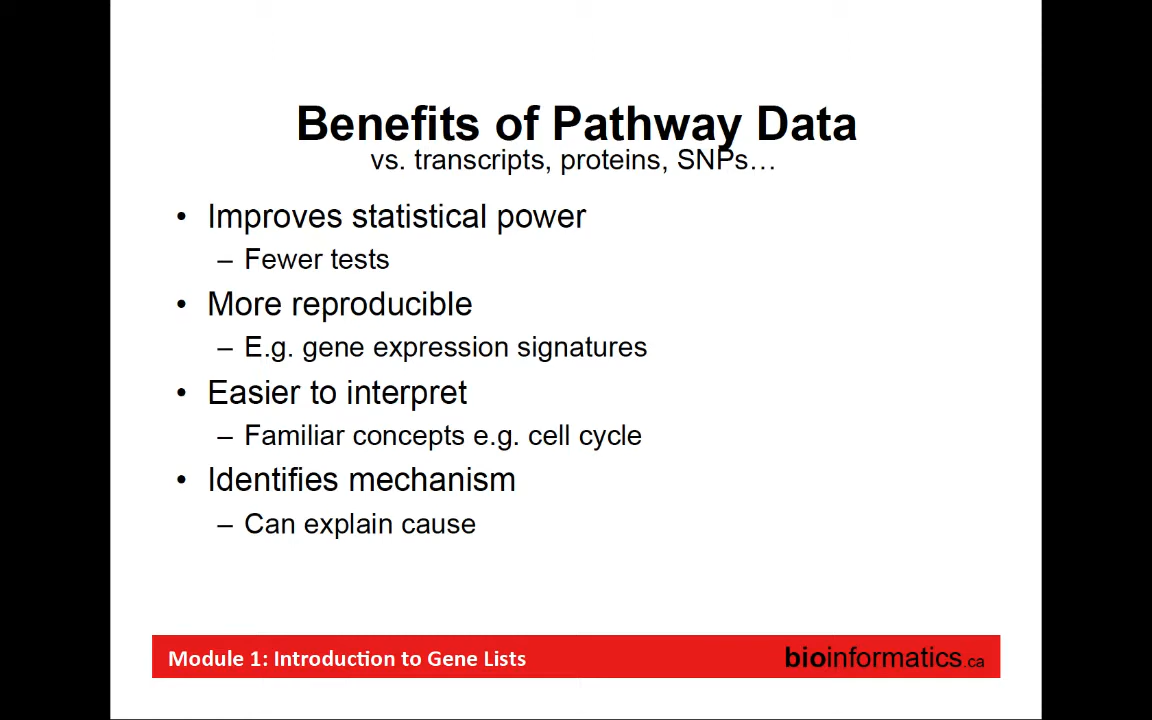 Benefits of Pathway Data
vs. transcripts, proteins, SNPs…
• Improves statistical power
– Fewer tests
• More reproducible
– E.g. gene expression signatures
• Easier to interpret
– Familiar concepts e.g. cell cycle
• Identifies mechanism
– Can explain cause
Module 1: Introduction to Gene Lists
bioinformatics.ca